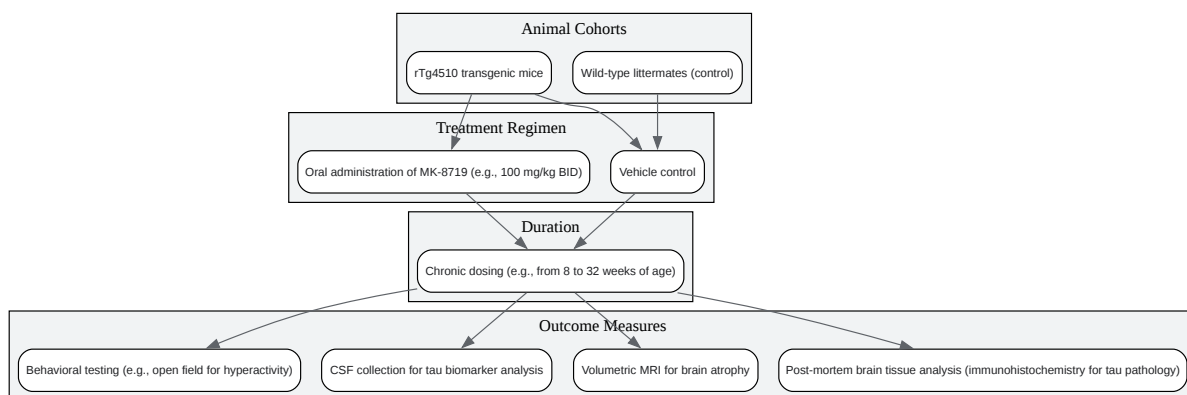 Animal Cohorts
rTg4510 transgenic mice
Wild-type littermates (control)
Treatment Regimen
Oral administration of MK-8719 (e.g., 100 mg/kg BID)
Vehicle control
Duration
Chronic dosing (e.g., from 8 to 32 weeks of age)
Outcome Measures
Behavioral testing (e.g., open field for hyperactivity)
CSF collection for tau biomarker analysis
Volumetric MRI for brain atrophy
Post-mortem brain tissue analysis (immunohistochemistry for tau pathology)